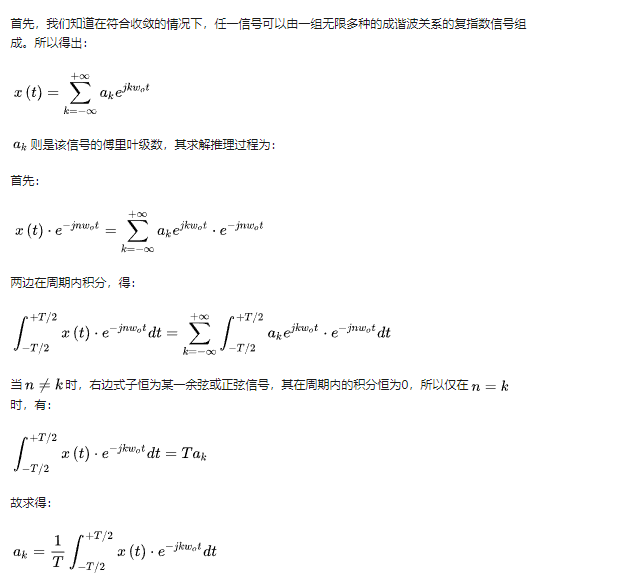 首先，我们知道在符合收敛的情况下，任一信号可以由一组无限多种的成谐波关系的复指数信号组
成。所以得出：
x(t) = \sum_{k=-\infty}^{+\infty} a_k e^{jkw_o t}
a_k 则是该信号的傅里叶级数，其求解推理过程为：
首先：
x(t) \cdot e^{-jnw_o t} = \sum_{k=-\infty}^{+\infty} a_k e^{jkw_o t} \cdot e^{-jnw_o t}
两边在周期内积分，得：
\int_{-T/2}^{+T/2} x(t) \cdot e^{-jnw_o t} dt = \sum_{k=-\infty}^{+\infty} \int_{-T/2}^{+T/2} a_k e^{jkw_o t} \cdot e^{-jnw_o t} dt
当 n \neq k 时，右边式子恒为某一余弦或正弦信号，其在周期内的积分恒为0，所以仅在 n = k
时，有：
\int_{-T/2}^{+T/2} x(t) \cdot e^{-jkw_o t} dt = Ta_k
故求得：
a_k = \frac{1}{T} \int_{-T/2}^{+T/2} x(t) \cdot e^{-jkw_o t} dt